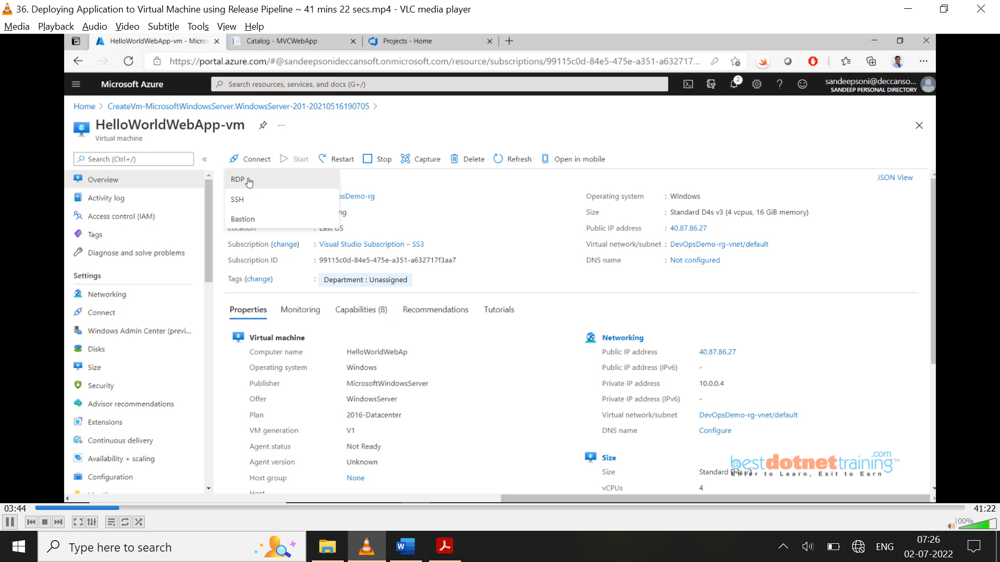 36. Deploying Application to Virtual Machine using Release Pipeline ~ 41 mins 22 secs.mp4 - VLC media player
Media Playback Audio Video Subtitle Tools View Help
HelloWorldWebApp-vm - Micros
Catalog - MVCWebApp
Projects - Home
https://portal.azure.com/#@sandeepsonideccansoft.onmicrosoft.com/resource/subscriptions/99115c0d-84e5-475e-a351-a632717...
Microsoft Azure
Search resources, services, and docs (G+/)
2
sandeepsoni@deccanso...
SANDEEP PERSONAL DIRECTORY
Home > CreateVm-MicrosoftWindowsServer.WindowsServer-201-20210516190705 >
HelloWorldWebApp-vm
Virtual machine
Search (Ctrl+/)
Connect Start Restart Stop Capture Delete Refresh Open in mobile
RDP
SSH
Bastion
JSON View
Overview
Activity log
Access control (IAM)
Tags
Diagnose and solve problems
Settings
Networking
Connect
Windows Admin Center (previ...
Disks
Size
Security
Advisor recommendations
Extensions
Continuous delivery
Availability + scaling
Configuration
psDemo-rg
ng
Location : East US
Subscription (change) : Visual Studio Subscription – SS3
Subscription ID : 99115c0d-84e5-475e-a351-a632717f3aa7
Tags (change) : Department : Unassigned
Operating system : Windows
Size : Standard D4s v3 (4 vcpus, 16 GiB memory)
Public IP address : 40.87.86.27
Virtual network/subnet : DevOpsDemo-rg-vnet/default
DNS name : Not configured
Properties Monitoring Capabilities (8) Recommendations Tutorials
Virtual machine
Computer name HelloWorldWebAp
Operating system Windows
Publisher MicrosoftWindowsServer
Offer WindowsServer
Plan 2016-Datacenter
VM generation V1
Agent status Not Ready
Agent version Unknown
Host group None
Host
Networking
Public IP address 40.87.86.27
Public IP address (IPv6) -
Private IP address 10.0.0.4
Private IP address (IPv6) -
Virtual network/subnet DevOpsDemo-rg-vnet/default
DNS name Configure
Size
Size Standard D4s v3
vCPUs 4
bestdotnettraining.com™
Enter to Learn, Exit to Earn
03:44
41:22
100%
Type here to search
ENG
07:26
02-07-2022